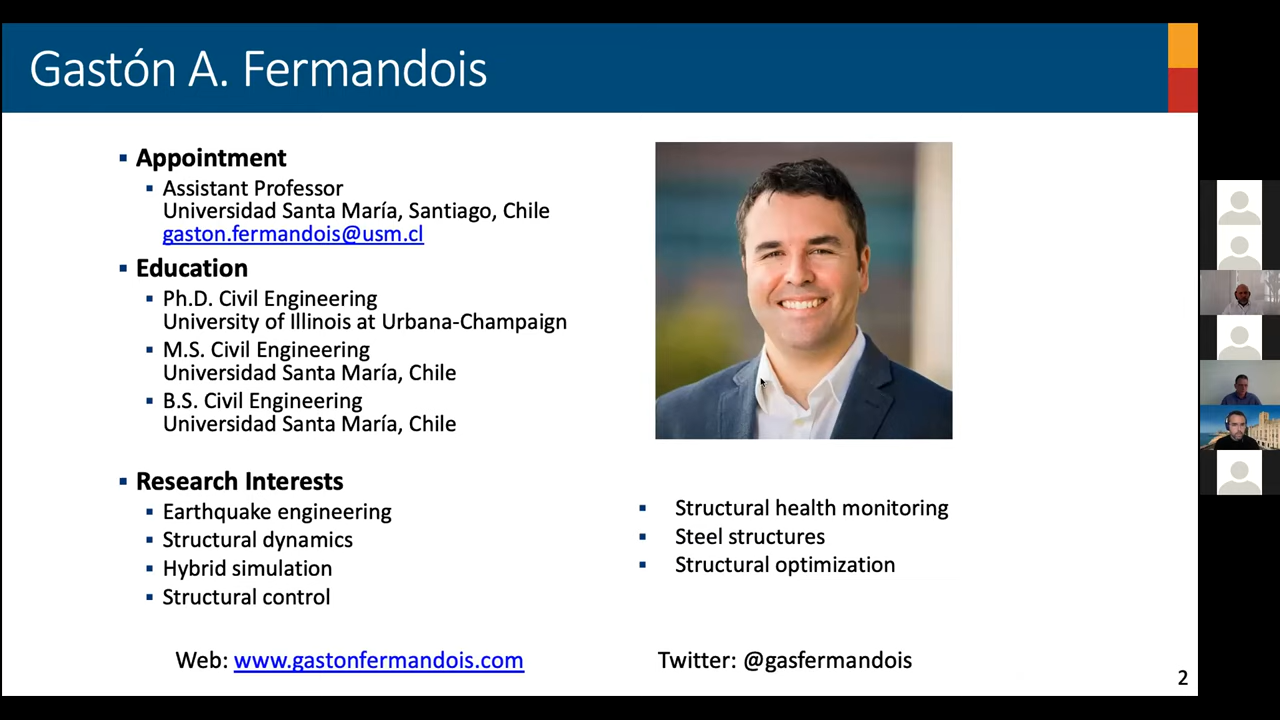 Gastón A. Fermandois
Appointment
Assistant Professor
Universidad Santa María, Santiago, Chile
gaston.fermandois@usm.cl
Education
Ph.D. Civil Engineering
University of Illinois at Urbana-Champaign
M.S. Civil Engineering
Universidad Santa María, Chile
B.S. Civil Engineering
Universidad Santa María, Chile
Research Interests
Earthquake engineering
Structural dynamics
Hybrid simulation
Structural control
Structural health monitoring
Steel structures
Structural optimization
Web: www.gastonfermandois.com
Twitter: @gasfermandois
2